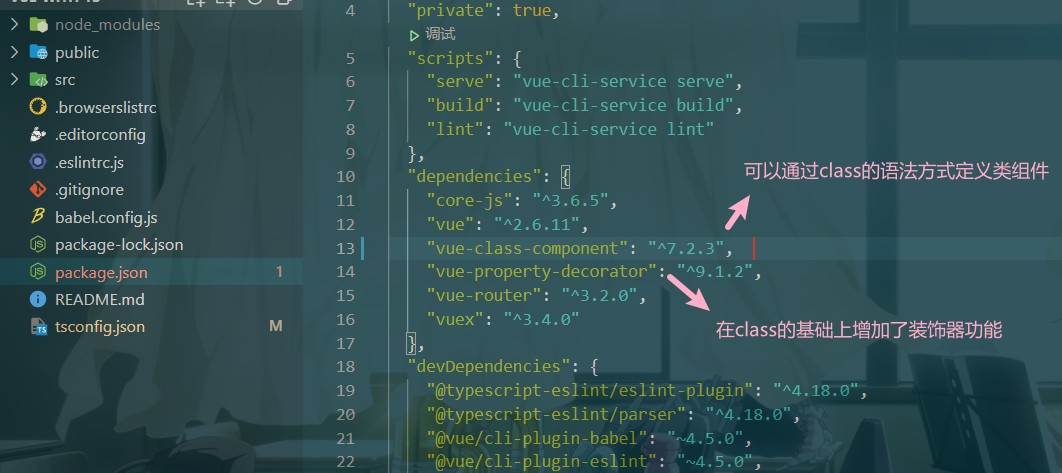 node_modules
public
src
.browserslistrc
.editorconfig
.eslintrc.js
.gitignore
babel.config.js
package-lock.json
package.json 1
README.md
tsconfig.json M
4 "private": true,
调试
5 "scripts": {
6 "serve": "vue-cli-service serve",
7 "build": "vue-cli-service build",
8 "lint": "vue-cli-service lint"
9 },
10 "dependencies": {
可以通过class的语法方式定义类组件
11 "core-js": "^3.6.5",
12 "vue": "^2.6.11",
13 "vue-class-component": "^7.2.3",
14 "vue-property-decorator": "^9.1.2",
15 "vue-router": "^3.2.0",
16 "vuex": "^3.4.0"
在class的基础上增加了装饰器功能
17 },
18 "devDependencies": {
19 "@typescript-eslint/eslint-plugin": "^4.18.0",
20 "@typescript-eslint/parser": "^4.18.0",
21 "@vue/cli-plugin-babel": "~4.5.0",
22 "@vue/cli-plugin-eslint": "~4.5.0",